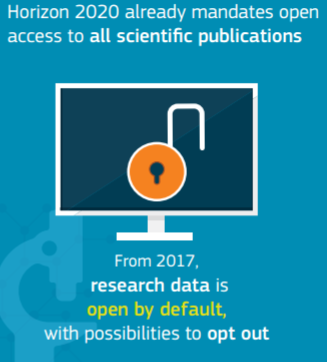 Horizon 2020 already mandates open
access to all scientific publications
From 2017,
research data is
open by default,
with possibilities to opt out